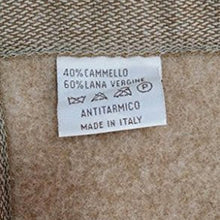 40%CAMMELLO
60%LANA VERGINE
P
ANTITARMICO
MADE IN ITALY